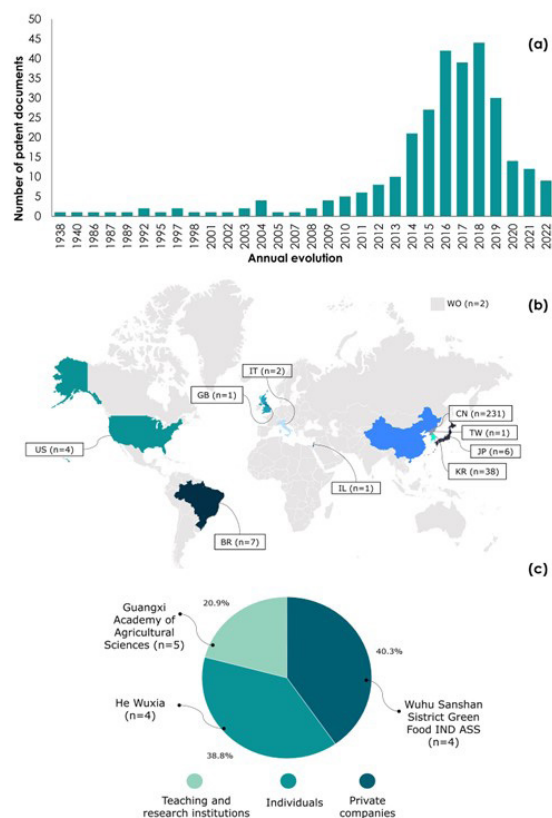 (a)
Number of patent documents
50
45
40
35
30
25
20
15
10
5
0
1938 1940 1986 1987 1989 1992 1995 1997 1998 2001 2002 2003 2004 2005 2007 2008 2009 2010 2011 2012 2013 2014 2015 2016 2017 2018 2019 2020 2021 2022
Annual evolution
(b)
WO (n=2)
IT (n=2)
GB (n=1)
CN (n=231)
TW (n=1)
US (n=4)
JP (n=6)
KR (n=38)
IL (n=1)
BR (n=7)
(c)
Guangxi
Academy of
Agricultural
Sciences (n=5)
20.9%
40.3%
He Wuxia
(n=4)
Wuhu Sanshan
Sistrict Green
Food IND ASS
(n=4)
38.8%
Teaching and
research institutions
Individuals
Private
companies